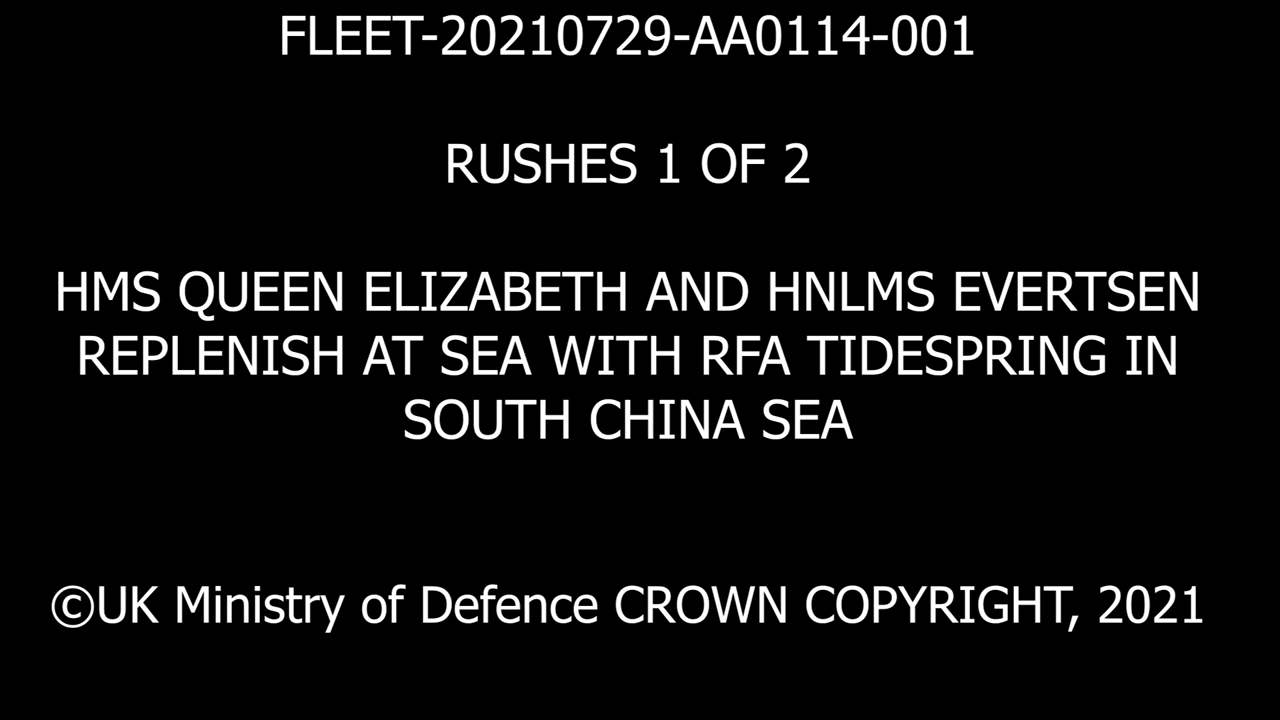 FLEET-20210729-AA0114-001
RUSHES 1 OF 2
HMS QUEEN ELIZABETH AND HNLMS EVERTSEN
REPLENISH AT SEA WITH RFA TIDESPRING IN
SOUTH CHINA SEA
©UK Ministry of Defence CROWN COPYRIGHT, 2021